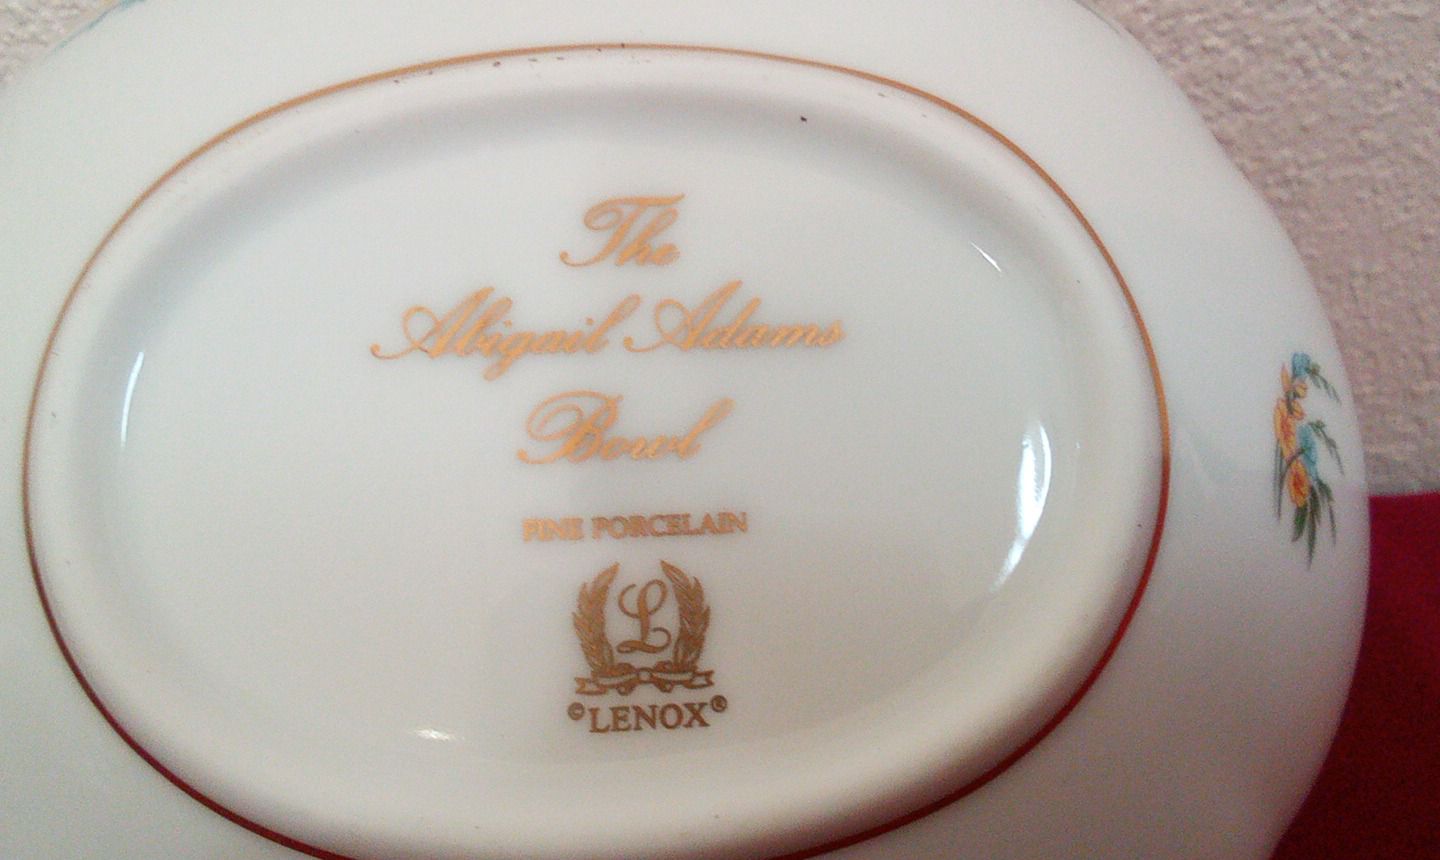 The
Abigail Adams
Bowl
FINE PORCELAIN
L
©LENOX®